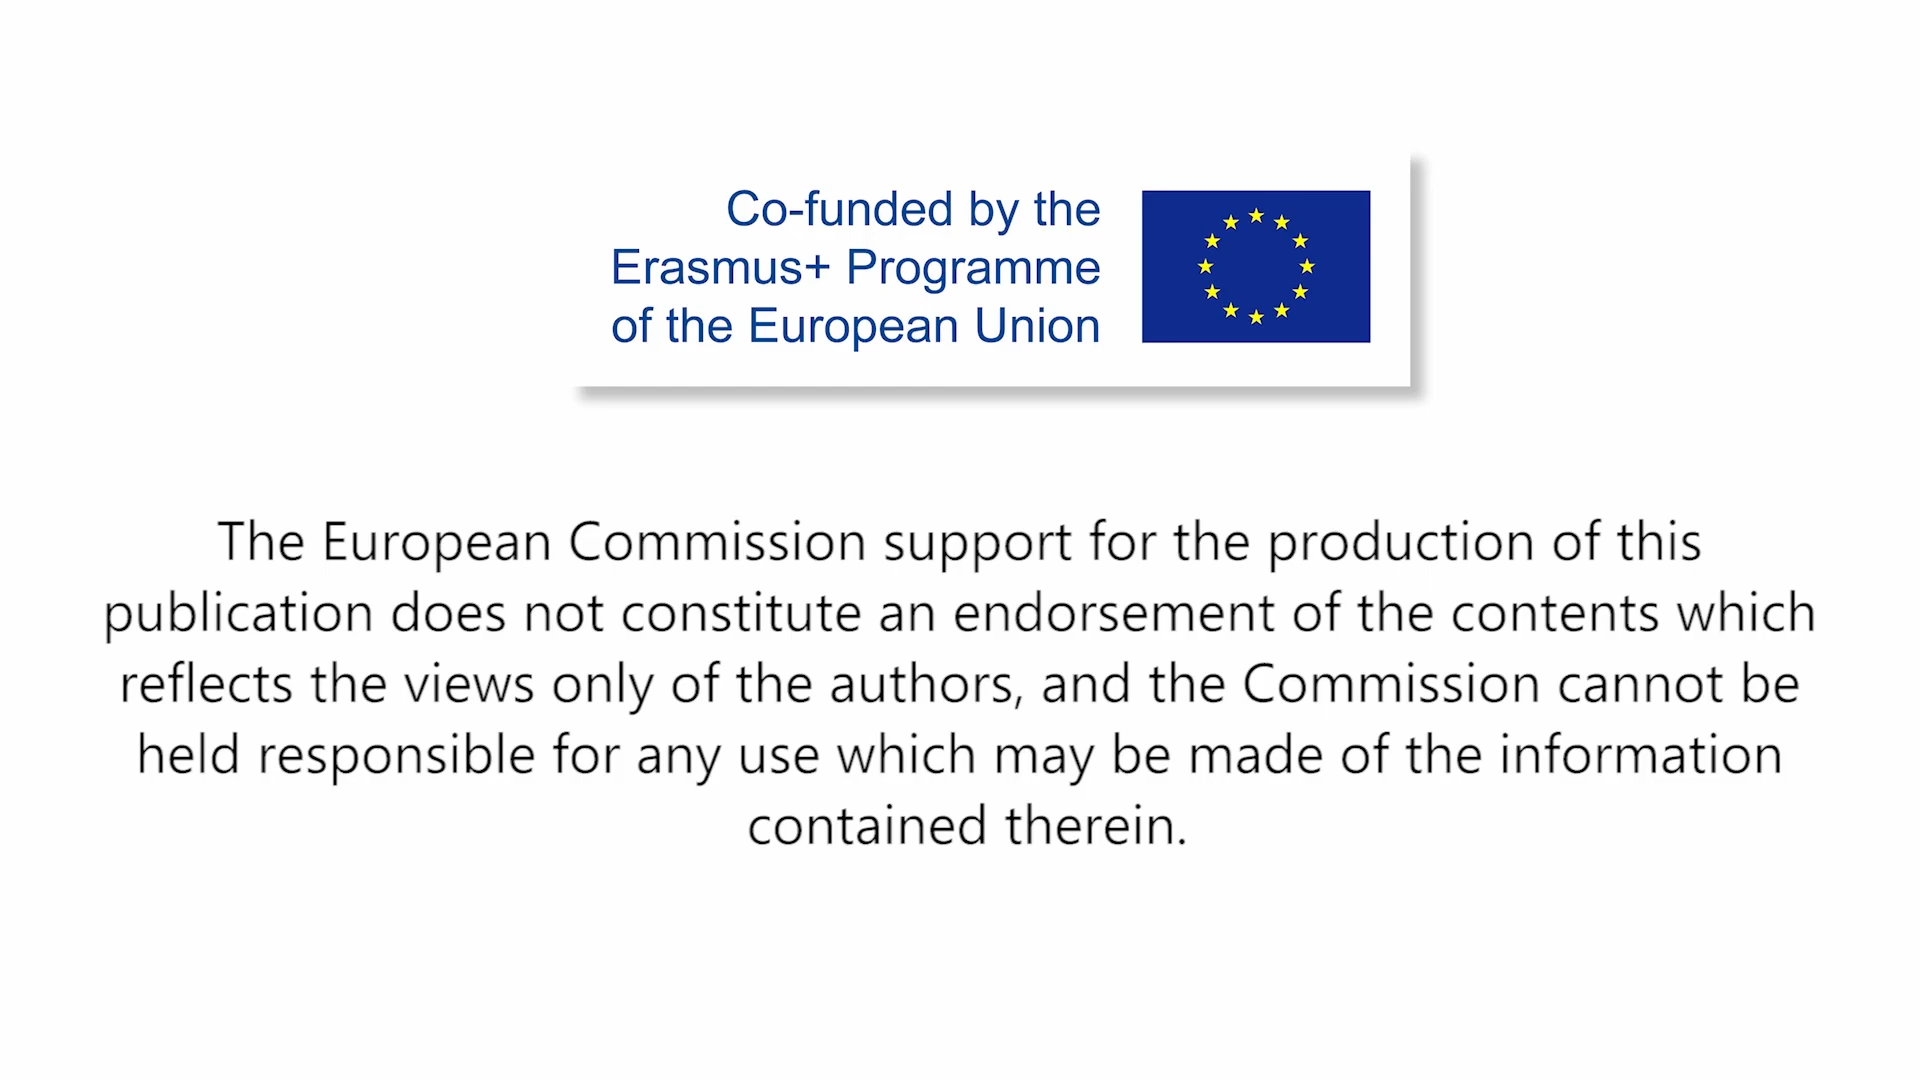 Co-funded by the
Erasmus+ Programme
of the European Union
The European Commission support for the production of this
publication does not constitute an endorsement of the contents which
reflects the views only of the authors, and the Commission cannot be
held responsible for any use which may be made of the information
contained therein.